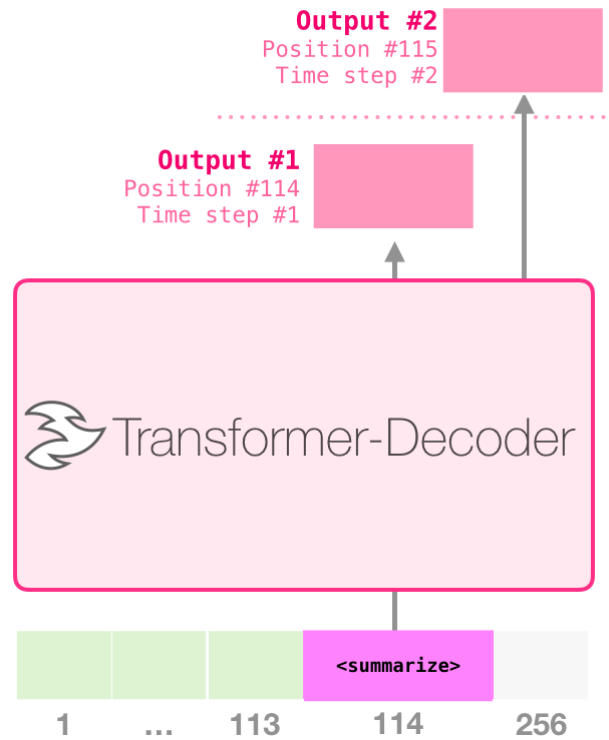 Output #2
Position #115
Time step #2
Output #1
Position #114
Time step #1
Transformer-Decoder
<summarize>
1 ... 113 114 256